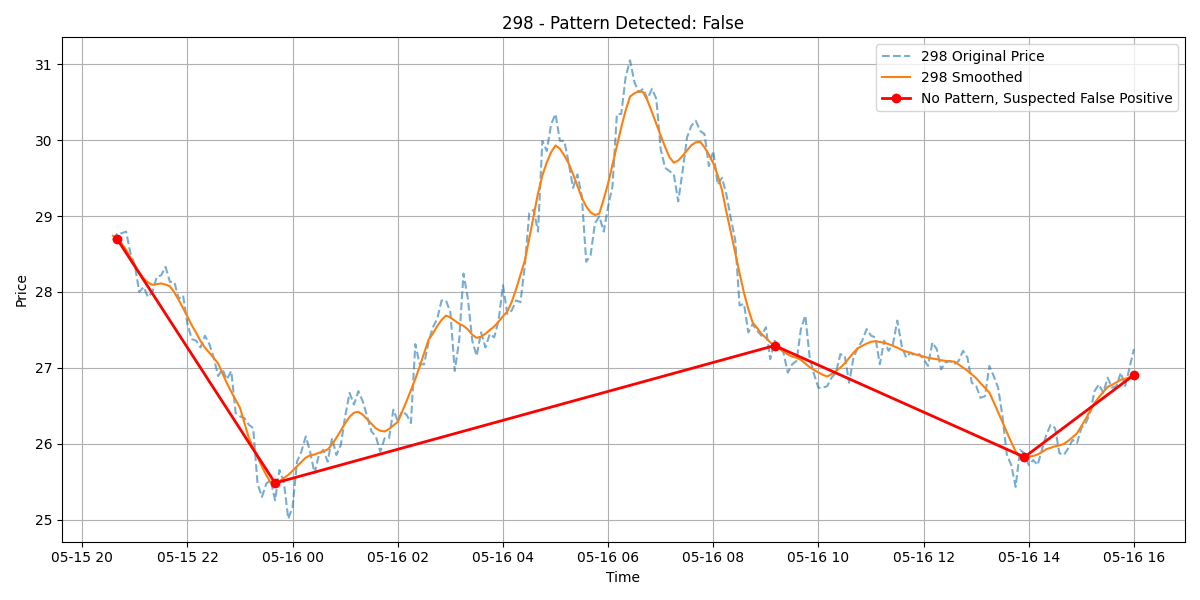 298 - Pattern Detected: False
298 Original Price
298 Smoothed
No Pattern, Suspected False Positive
Price
31
30
29
28
27
26
25
05-15 20 05-15 22 05-16 00 05-16 02 05-16 04 05-16 06 05-16 08 05-16 10 05-16 12 05-16 14 05-16 16
Time